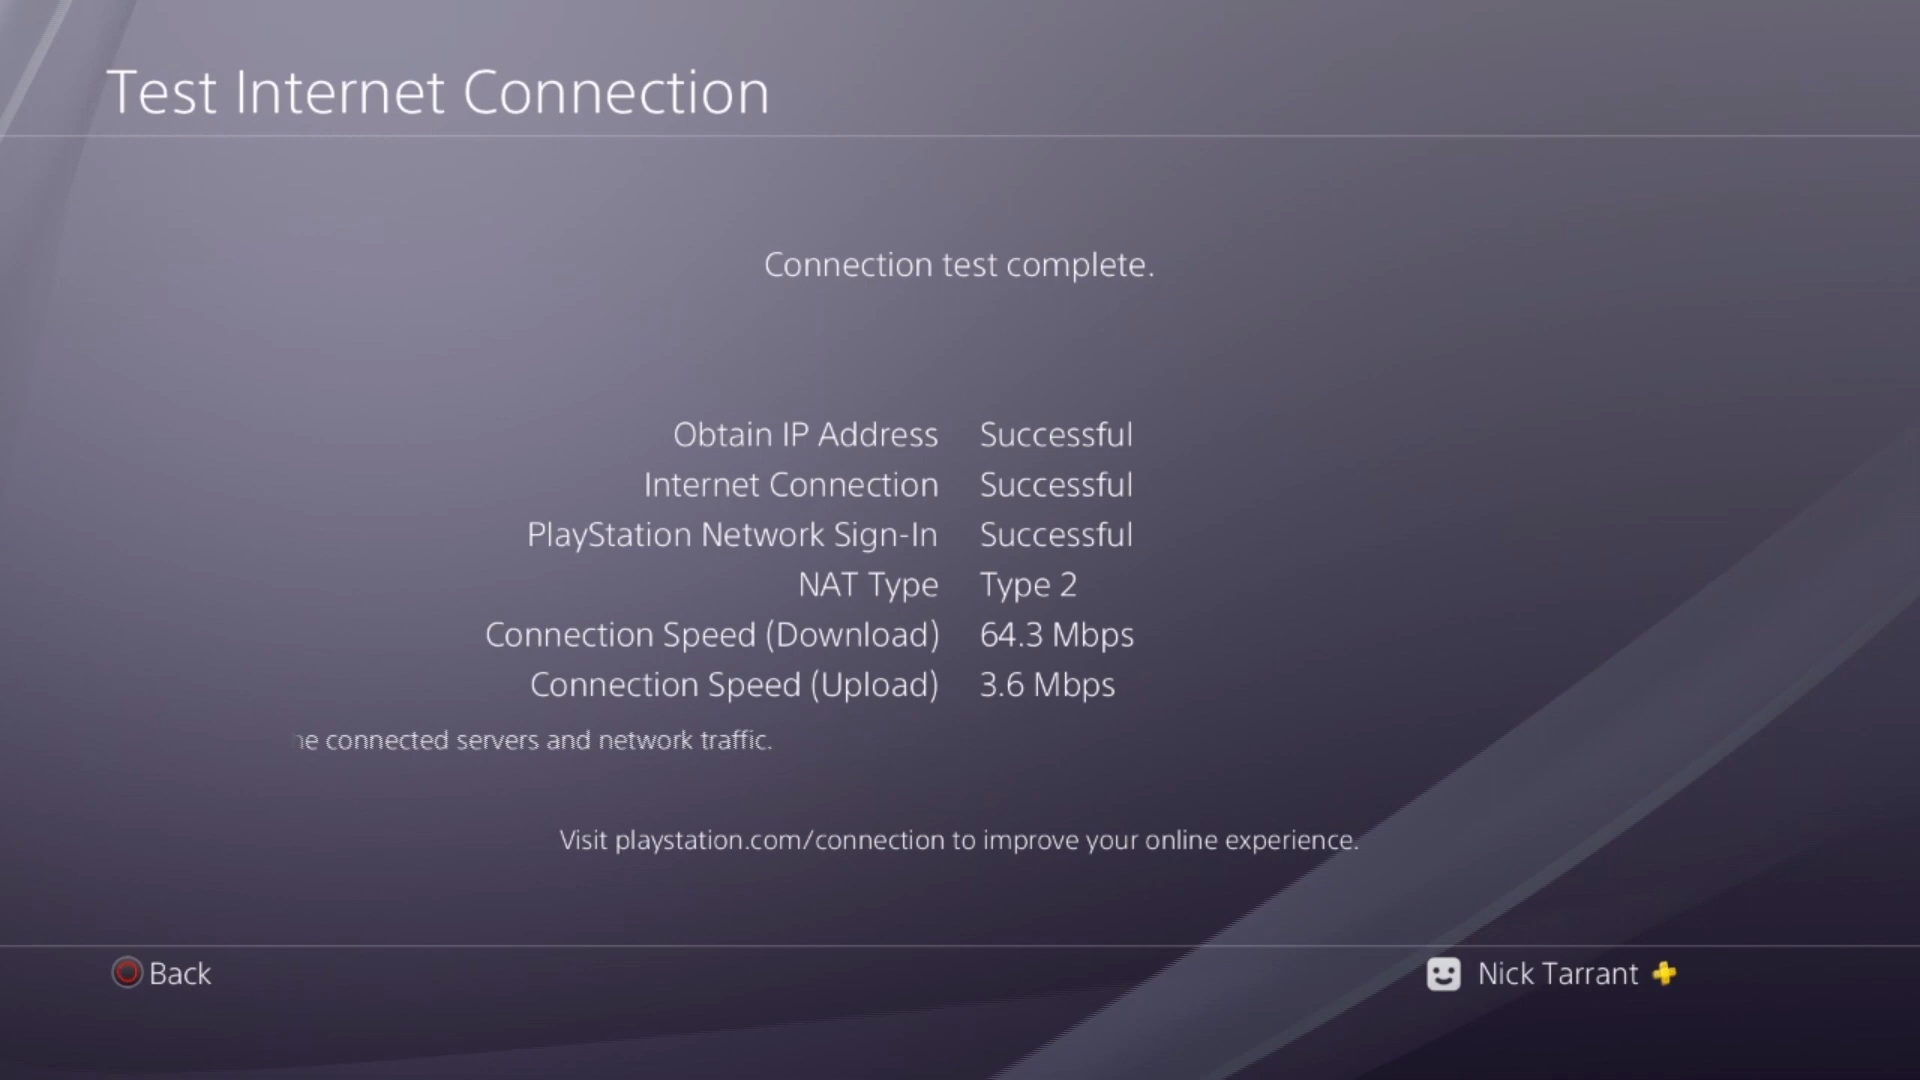 Test Internet Connection
Connection test complete.
Obtain IP Address Successful
Internet Connection Successful
PlayStation Network Sign-In Successful
NAT Type Type 2
Connection Speed (Download) 64.3 Mbps
Connection Speed (Upload) 3.6 Mbps
connected servers and network traffic.
Visit playstation.com/connection to improve your online experience.
Back
Nick Tarrant